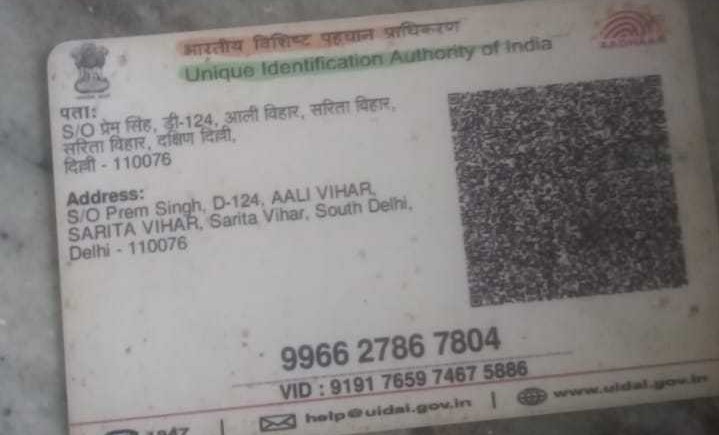 भारतीय विशिष्ट पहचान प्राधिकरण
Unique Identification Authority of India
AADHAAR
पता:
S/O प्रेम सिंह, डी-124, आली विहार, सरिता विहार,
सरिता विहार, दक्षिण दिल्ली,
दिल्ली - 110076
Address:
S/O Prem Singh, D-124, AALI VIHAR,
SARITA VIHAR, Sarita Vihar, South Delhi,
Delhi - 110076
9966 2786 7804
VID : 9191 7659 7467 5886
1947 | help@uidai.gov.in | www.uidai.gov.in